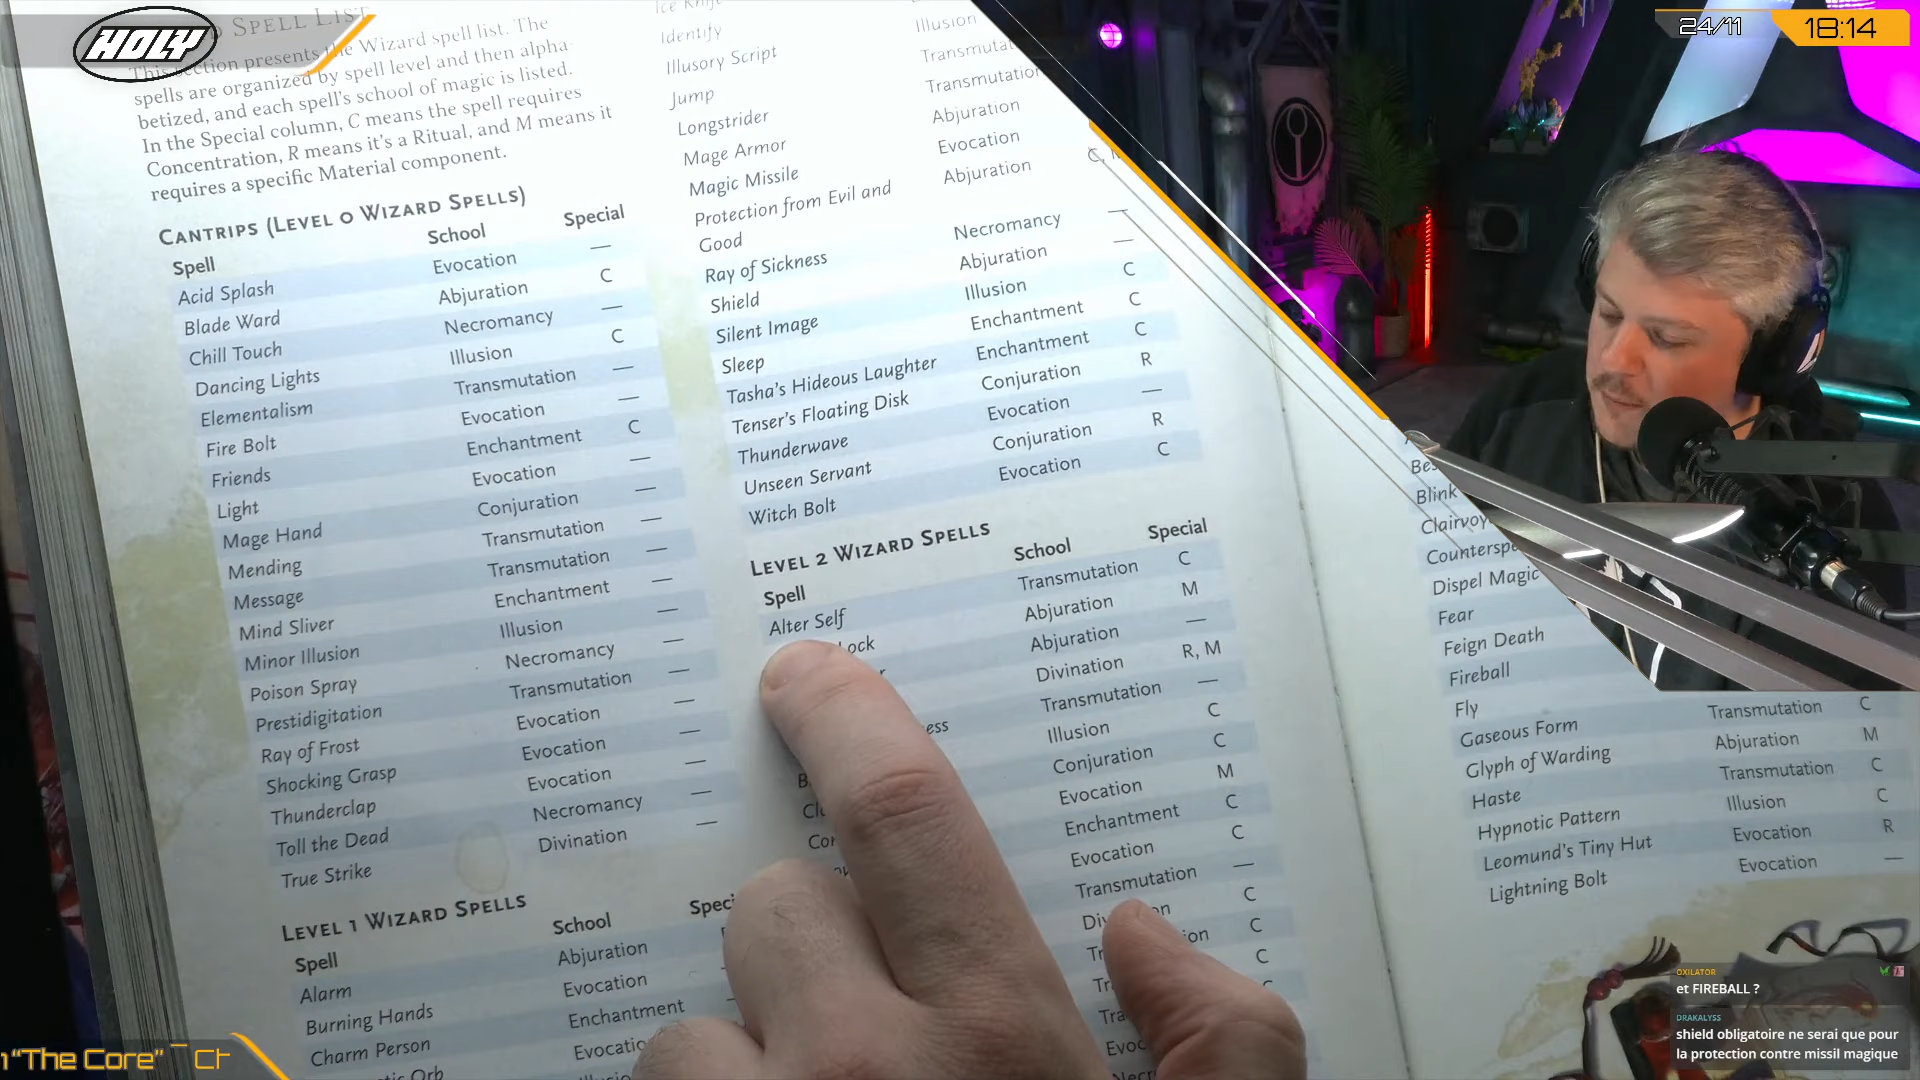 HOLY
24/11
18:14
Spell List
This section presents the Wizard spell list. The
spells are organized by spell level and then alpha-
betized, and each spell's school of magic is listed.
In the Special column, C means the spell requires
Concentration, R means it's a Ritual, and M means it
requires a specific Material component.
Cantrips (Level 0 Wizard Spells)
Spell School Special
Acid Splash Evocation —
Blade Ward Abjuration C
Chill Touch Necromancy —
Dancing Lights Illusion C
Elementalism Transmutation —
Fire Bolt Evocation —
Friends Enchantment C
Light Evocation —
Mage Hand Conjuration —
Mending Transmutation —
Message Transmutation —
Mind Sliver Enchantment —
Minor Illusion Illusion —
Poison Spray Necromancy —
Prestidigitation Transmutation —
Ray of Frost Evocation —
Shocking Grasp Evocation —
Thunderclap Evocation —
Toll the Dead Necromancy —
True Strike Divination —
Level 1 Wizard Spells
Spell School
Alarm Abjuration
Burning Hands Evocation
Charm Person Enchantment
Identify Illusion
Illusory Script
Jump
Longstrider Abjuration
Mage Armor Evocation
Magic Missile Abjuration
Protection from Evil and
Good
Ray of Sickness Necromancy —
Shield Abjuration —
Silent Image Illusion C
Sleep Enchantment C
Tasha's Hideous Laughter Enchantment C
Tenser's Floating Disk Conjuration R
Thunderwave Evocation —
Unseen Servant Conjuration R
Witch Bolt Evocation C
Level 2 Wizard Spells
Spell School Special
Alter Self Transmutation C
Abjuration M
Abjuration —
Divination R, M
Transmutation —
Illusion C
Conjuration C
Evocation M
Enchantment C
Evocation C
Transmutation —
C
C
C
Blink
Dispel Magic
Fear
Feign Death
Fireball
Fly
Gaseous Form Transmutation C
Glyph of Warding Abjuration M
Haste Transmutation C
Hypnotic Pattern Illusion C
Leomund's Tiny Hut Evocation R
Lightning Bolt Evocation —
OXILATOR
et FIREBALL ?
DRAKALYSS
shield obligatoire ne serai que pour
la protection contre missil magique
"The Core"